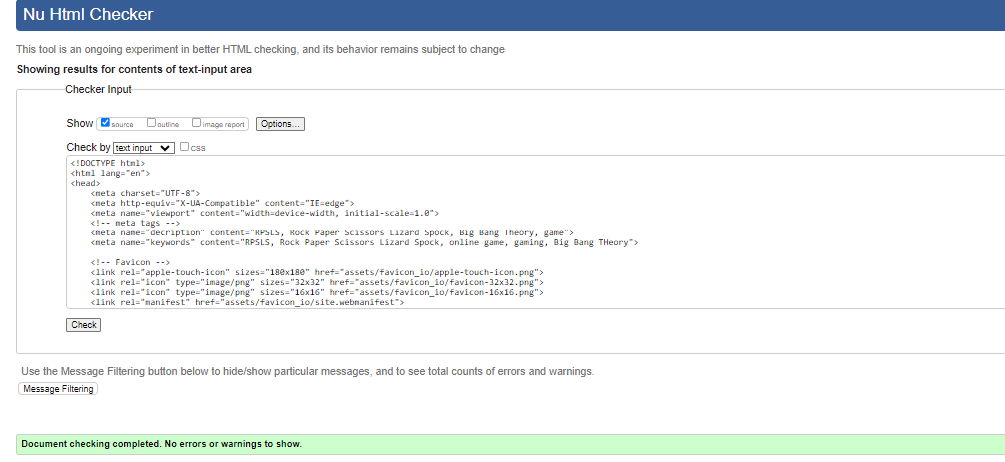 Nu Html Checker
This tool is an ongoing experiment in better HTML checking, and its behavior remains subject to change
Showing results for contents of text-input area
Checker Input
Show source outline image report Options...
Check by text input css
<!DOCTYPE html>
<html lang="en">
<head>
<meta charset="UTF-8">
<meta http-equiv="X-UA-Compatible" content="IE=edge">
<meta name="viewport" content="width=device-width, initial-scale=1.0">
<!-- meta tags -->
<meta name="decription" content="RPSLS, Rock Paper Scissors Lizard Spock, Big Bang Theory, game">
<meta name="keywords" content="RPSLS, Rock Paper Scissors Lizard Spock, online game, gaming, Big Bang THeory">
<!-- Favicon -->
<link rel="apple-touch-icon" sizes="180x180" href="assets/favicon_io/apple-touch-icon.png">
<link rel="icon" type="image/png" sizes="32x32" href="assets/favicon_io/favicon-32x32.png">
<link rel="icon" type="image/png" sizes="16x16" href="assets/favicon_io/favicon-16x16.png">
<link rel="manifest" href="assets/favicon_io/site.webmanifest">
Check
Use the Message Filtering button below to hide/show particular messages, and to see total counts of errors and warnings.
Message Filtering
Document checking completed. No errors or warnings to show.